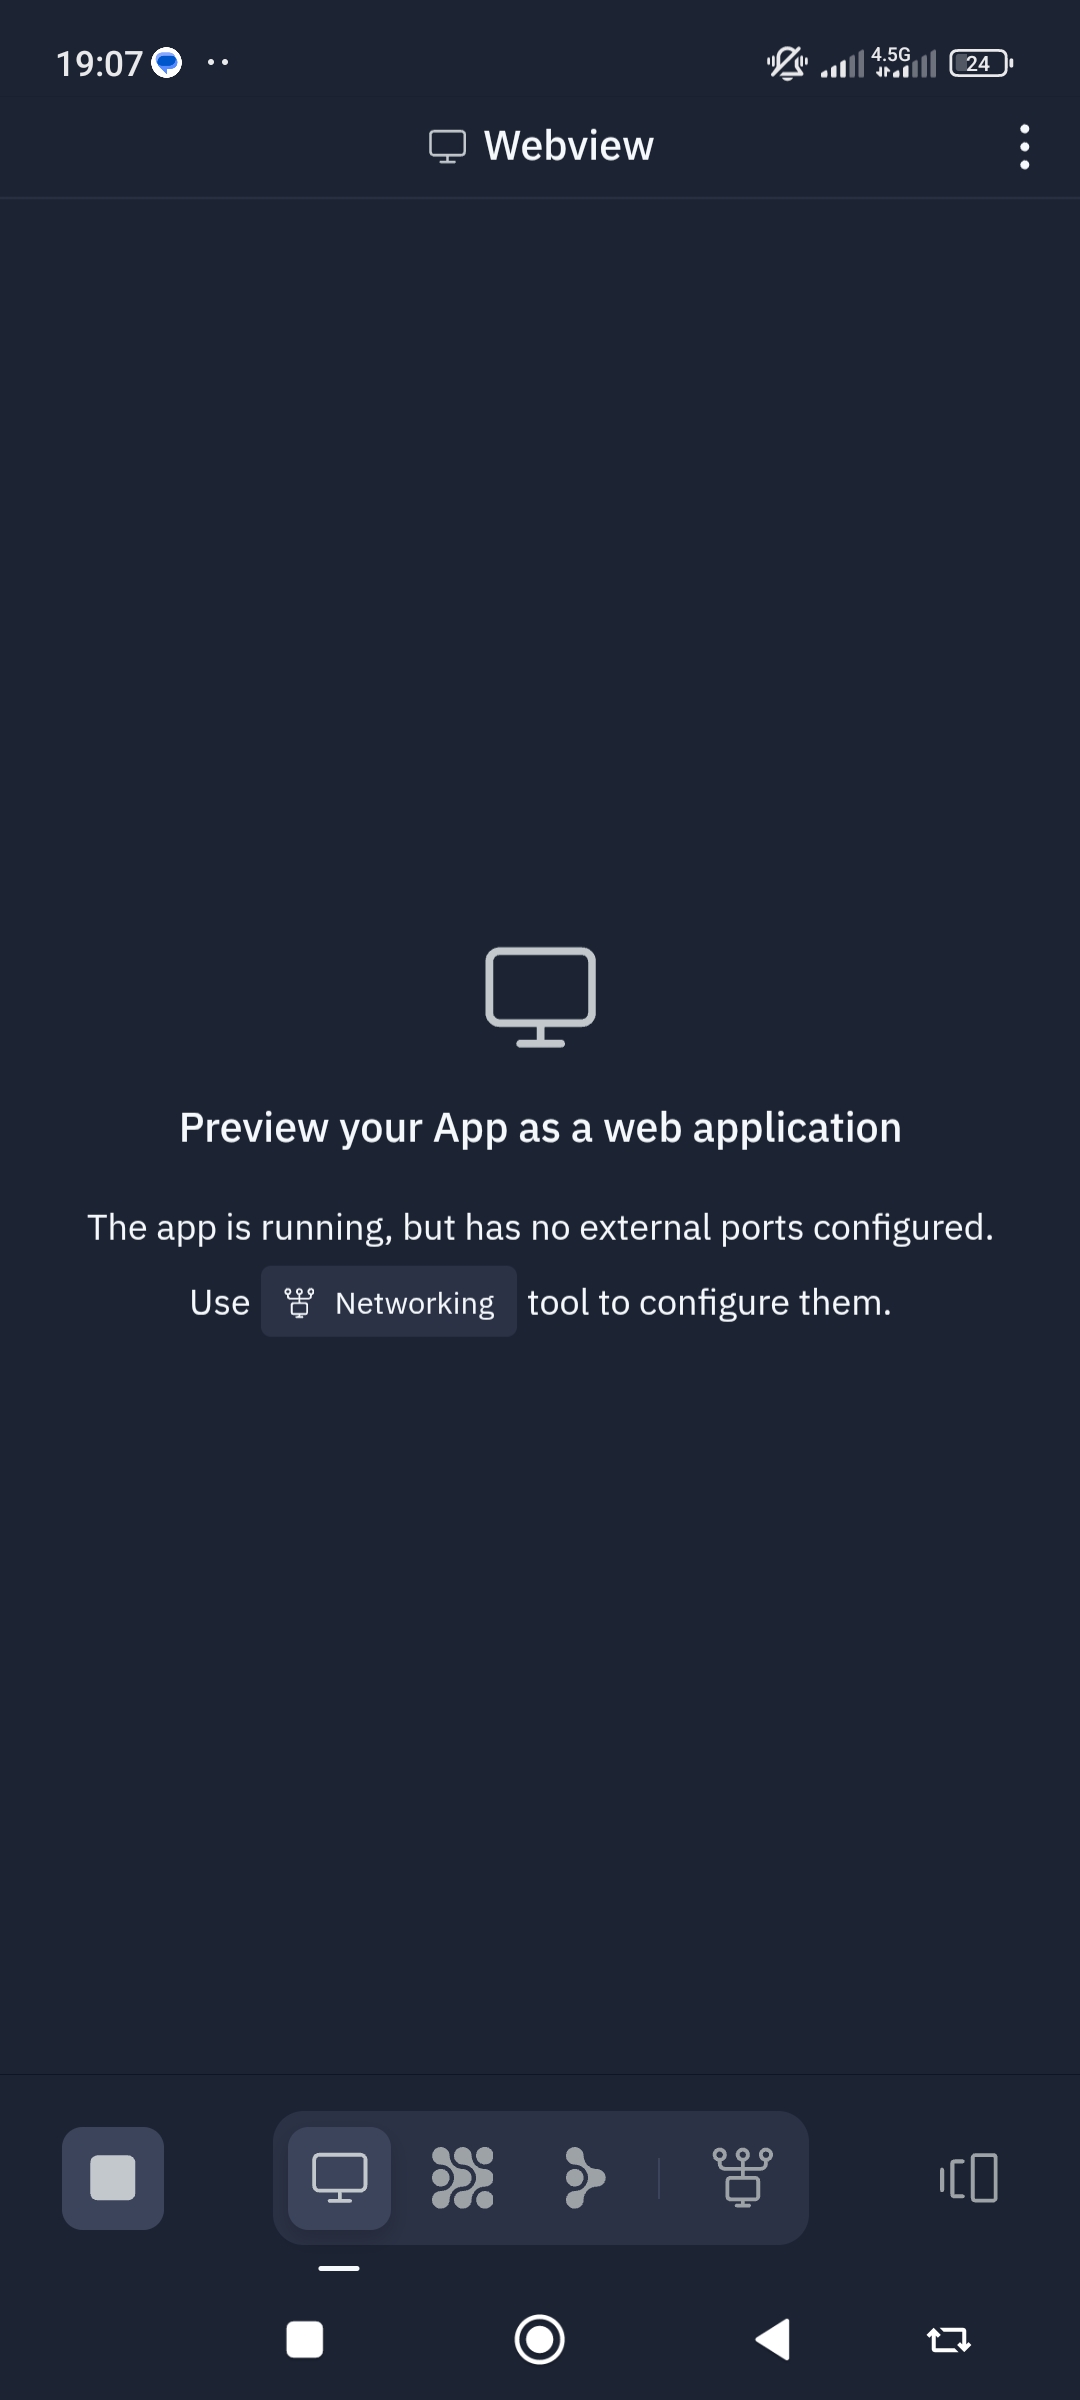 19:07
4.5G
24
Webview
Preview your App as a web application
The app is running, but has no external ports configured.
Use Networking tool to configure them.